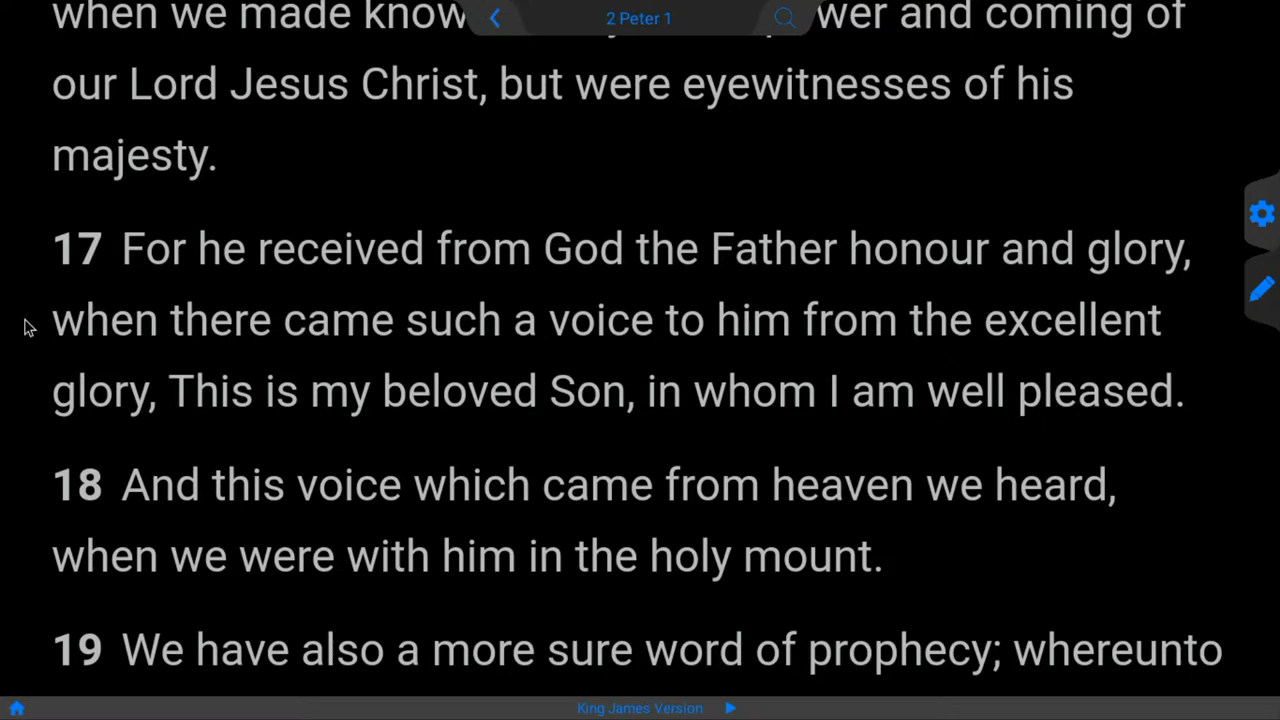 when we made know wer and coming of
2 Peter 1
our Lord Jesus Christ, but were eyewitnesses of his
majesty.
17 For he received from God the Father honour and glory,
when there came such a voice to him from the excellent
glory, This is my beloved Son, in whom I am well pleased.
18 And this voice which came from heaven we heard,
when we were with him in the holy mount.
19 We have also a more sure word of prophecy; whereunto
King James Version